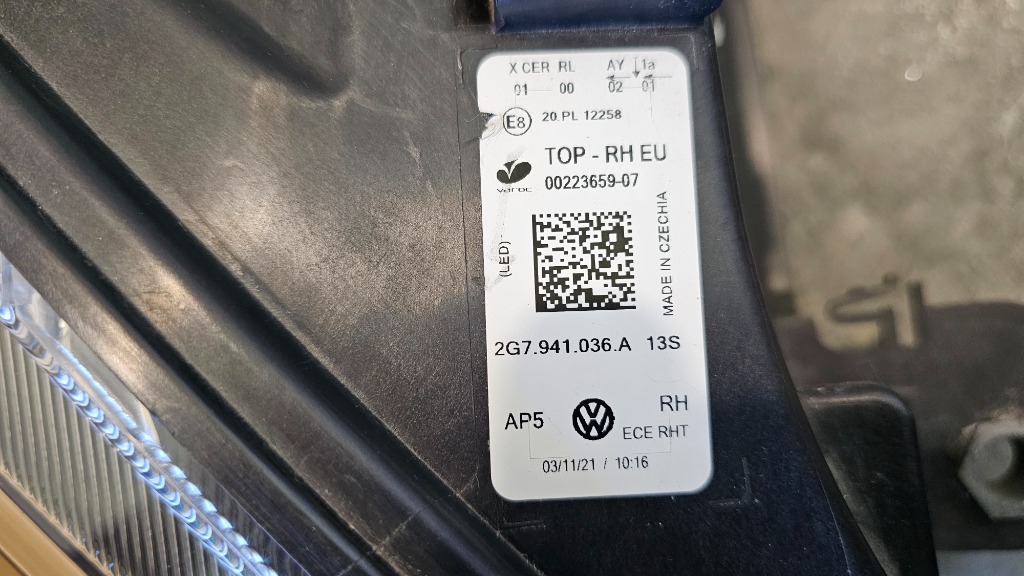 X CER RL AY 1a
01 00 02 01
E8 20 PL 12258
TOP - RH EU
varoc
00223659-07
(LED)
MADE IN CZECHIA
2G7.941.036.A 13S
AP5 RH
ECE RHT
03/11/21 / 10:16